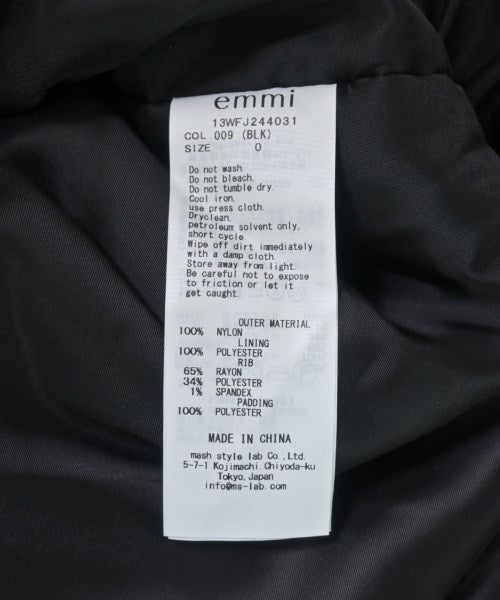 emmi
13WFJ244031
COL 009 (BLK)
SIZE 0
Do not wash.
Do not bleach.
Do not tumble dry.
Cool iron.
use press cloth.
Dryclean.
petroleum solvent only.
short cycle.
Wipe off dirt immediately
with a damp cloth.
Store away from light.
Be careful not to expose
to friction or let it
get caught.
OUTER MATERIAL
100% NYLON
LINING
100% POLYESTER
RIB
65% RAYON
34% POLYESTER
1% SPANDEX
PADDING
100% POLYESTER
MADE IN CHINA
mash style lab Co.,Ltd.
5-7-1 Kojimachi,Chiyoda-ku
Tokyo,Japan
info@ms-lab.com